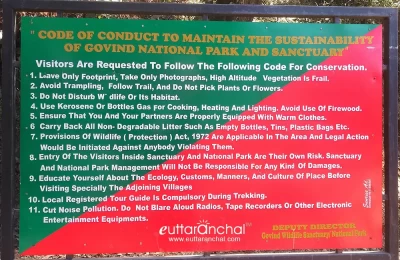 " CODE OF CONDUCT TO MAINTAIN THE SUSTAINABILITY
OF GOVIND NATIONAL PARK AND SANCTUARY"
Visitors Are Requested To Follow The Following Code For Conservation.
1. Leave Only Footprint, Take Only Photographs, High Altitude Vegetation Is Frail.
2. Avoid Trampling, Follow Trail, And Do Not Pick Plants Or Flowers.
3. Do Not Disturb W dlife Or Its Habitat.
4. Use Kerosene Or Bottles Gas For Cooking, Heating And Lighting. Avoid Use Of Firewood.
5. Ensure That You And Your Partners Are Properly Equipped With Warm Clothes.
6 Carry Back All Non- Degradable Litter Such As Empty Bottles, Tins, Plastic Bags Etc.
7. Provisions Of Wildlife ( Protection ) Act, 1972 Are Applicable In The Area And Legal Action
Would Be Initiated Against Anybody Violating Them.
8. Entry Of The Visitors Inside Sanctuary And National Park Are Their Own Risk. Sanctuary
And National Park Management Will Not Be Responsible For Any Kind Of Damages.
9. Educate Yourself About The Ecology, Customs, Manners, And Culture Of Place Before
Visiting Specially The Adjoining Villages
10. Local Registered Tour Guide is Compulsory During Trekking.
11. Cut Noise Pollution. Do Not Blare Aloud Radios, Tape Recorders Or Other Electronic
Entertainment Equipments.
euttaranchal
www.euttaranchal.com
DEPUTY DIRECTOR
Govind Wildlife Sanctuary/National Park